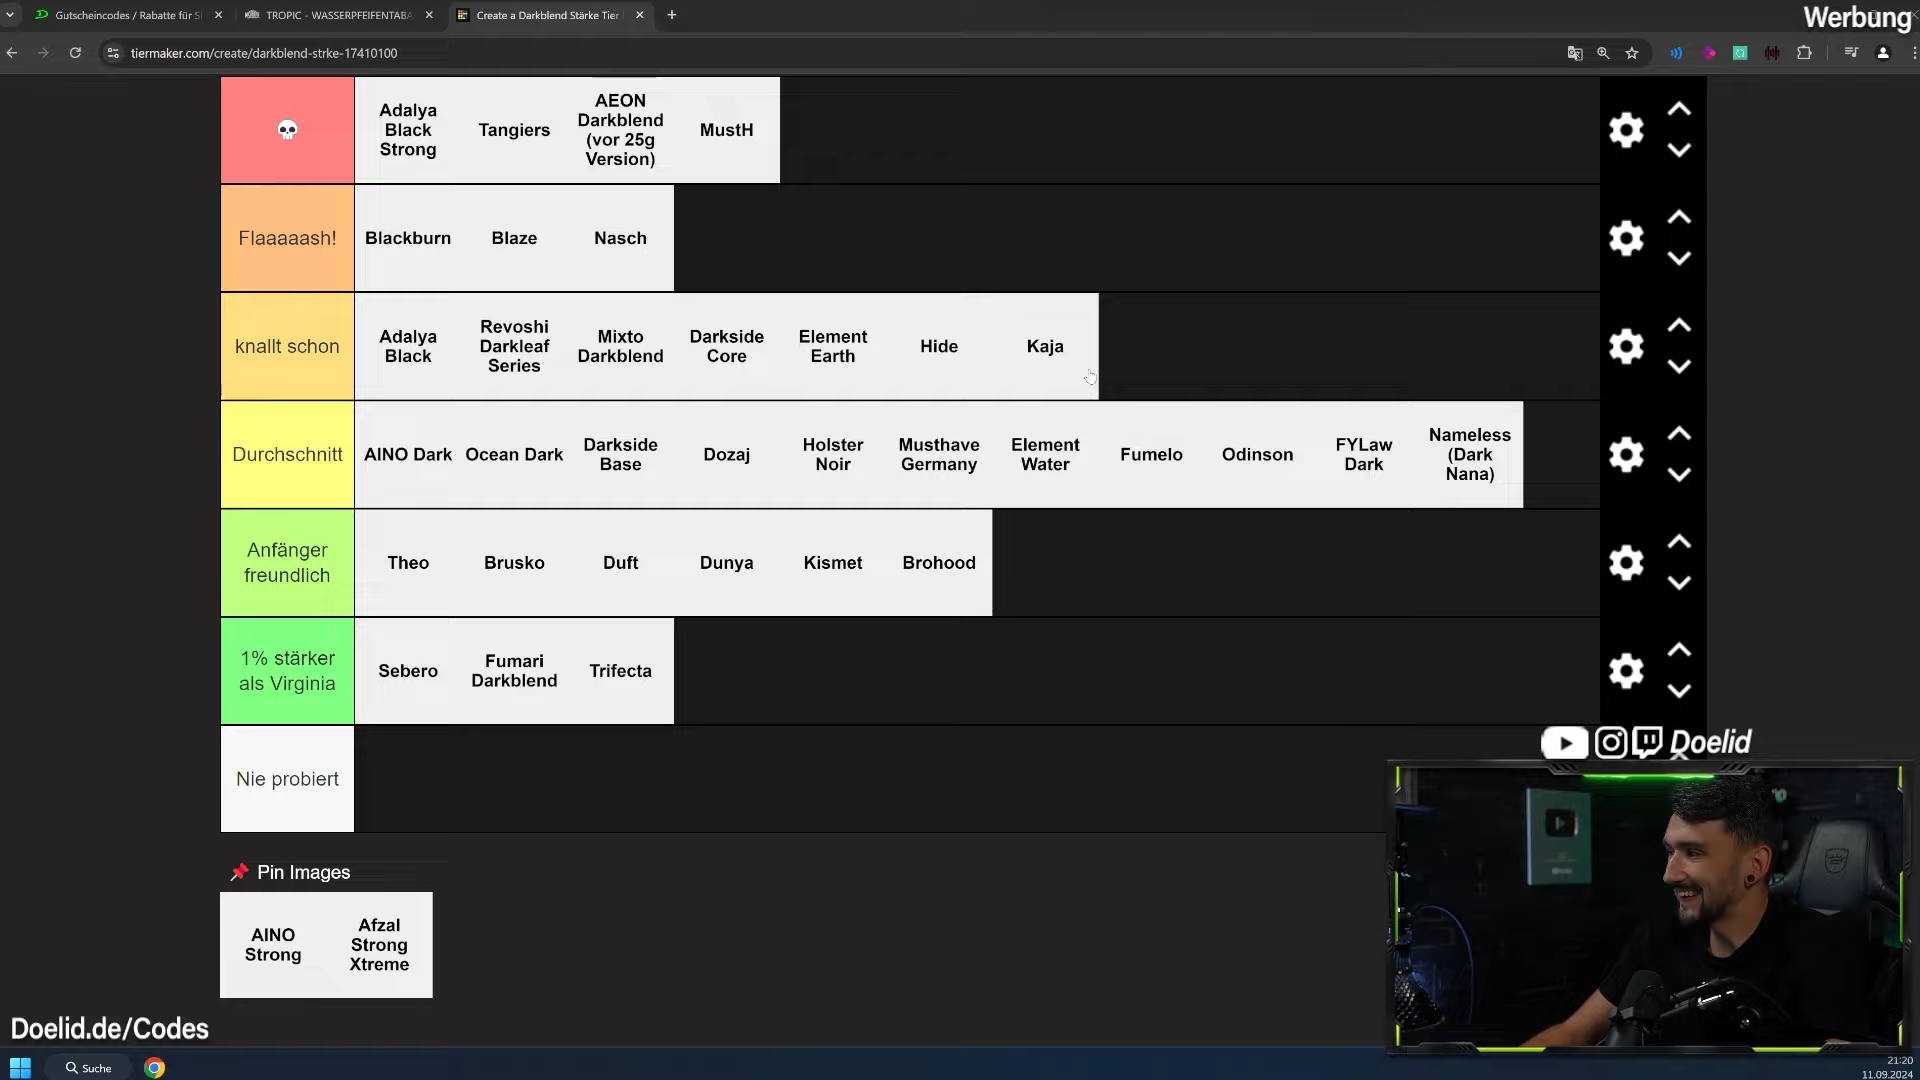 Gutscheincodes / Rabatte für S
TROPIC - WASSERPFEIFENTABA
Create a Darkblend Stärke Tier
Werbung
tiermaker.com/create/darkblend-strke-17410100
Adalya
Black
Strong
Tangiers
AEON
Darkblend
(vor 25g
Version)
MustH
Flaaaaash!
Blackburn
Blaze
Nasch
knallt schon
Adalya
Black
Revoshi
Darkleaf
Series
Mixto
Darkblend
Darkside
Core
Element
Earth
Hide
Kaja
Durchschnitt
AINO Dark
Ocean Dark
Darkside
Base
Dozaj
Holster
Noir
Musthave
Germany
Element
Water
Fumelo
Odinson
FYLaw
Dark
Nameless
(Dark
Nana)
Anfänger
freundlich
Theo
Brusko
Duft
Dunya
Kismet
Brohood
1% stärker
als Virginia
Sebero
Fumari
Darkblend
Trifecta
Doelid
Nie probiert
Pin Images
AINO
Strong
Afzal
Strong
Xtreme
Doelid.de/Codes
Suche
21:20
11.09.2024